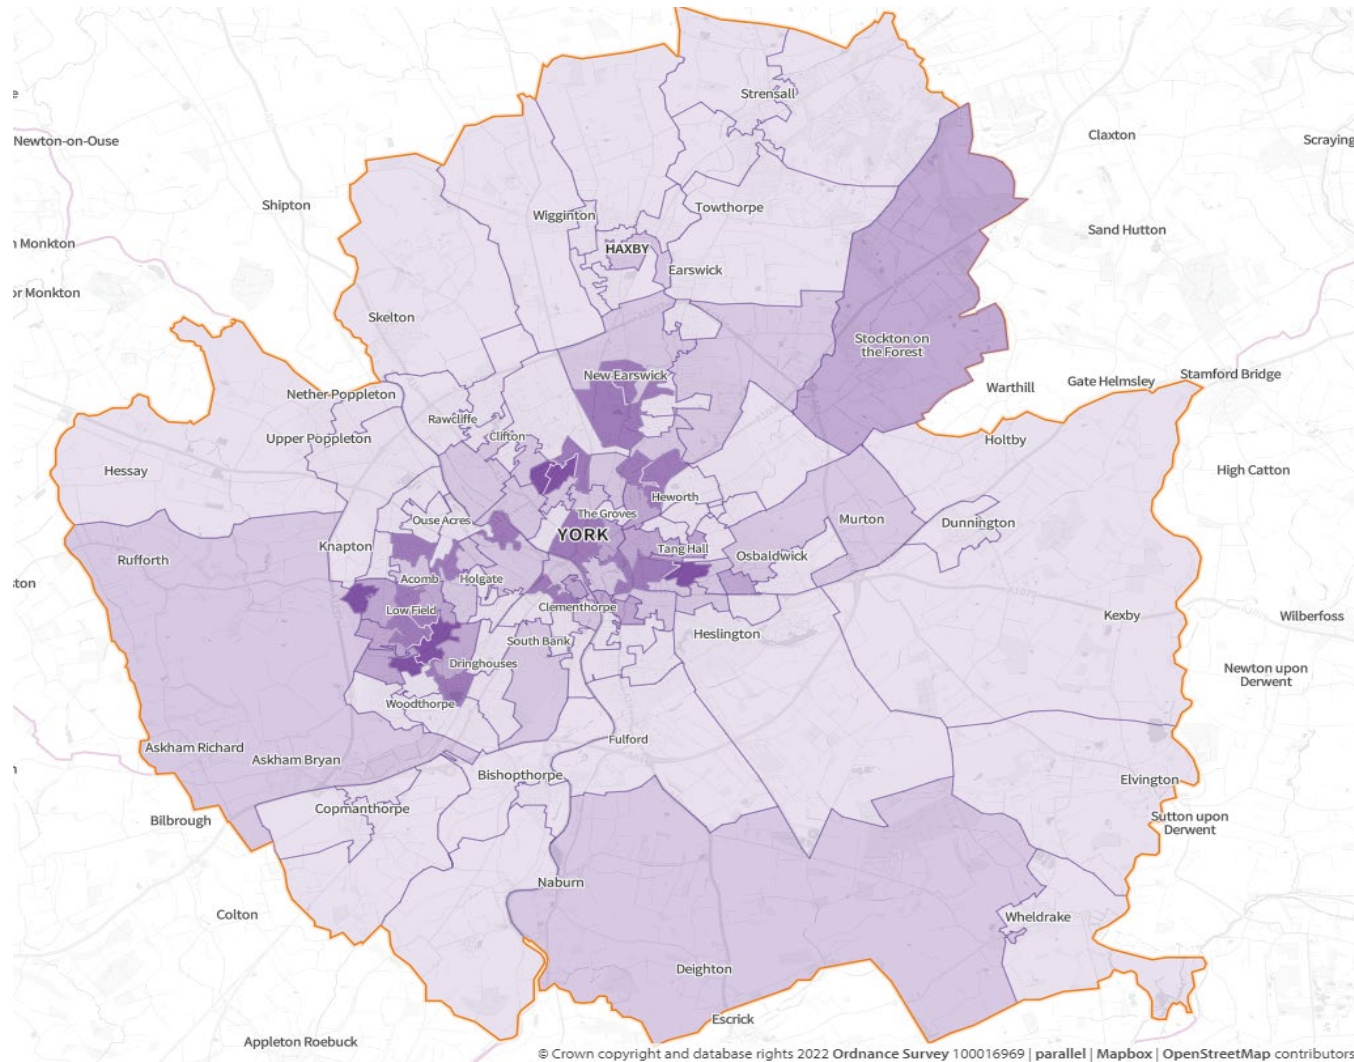 Strensall
Claxton
Newton-on-Ouse
Scraying
Shipton
Wigginton
Towthorpe
Sand Hutton
Monkton
HAXBY
Earswick
or Monkton
Skelton
Stockton on
the Forest
New Earswick
Warthill
Gate Helmsley
Stamford Bridge
Nether Poppleton
Rawcliffe
Clifton
Upper Poppleton
Holtby
Hessay
High Catton
Heworth
The Groves
Ouse Acres
Murton
Dunnington
YORK
Knapton
Tang Hall
Osbaldwick
Rufforth
ston
Acomb
Holgate
Low Field
Clementhorpe
Kexby
Wilberfoss
Heslington
South Bank
Dringhouses
Newton upon
Derwent
Woodthorpe
Fulford
Askham Richard
Askham Bryan
Bishopthorpe
Elvington
Copmanthorpe
Bilbrough
Sutton upon
Derwent
Naburn
Colton
Wheldrake
Deighton
Escrick
Appleton Roebuck
© Crown copyright and database rights 2022 Ordnance Survey 100016969 | parallel | Mapbox | OpenStreetMap contributors